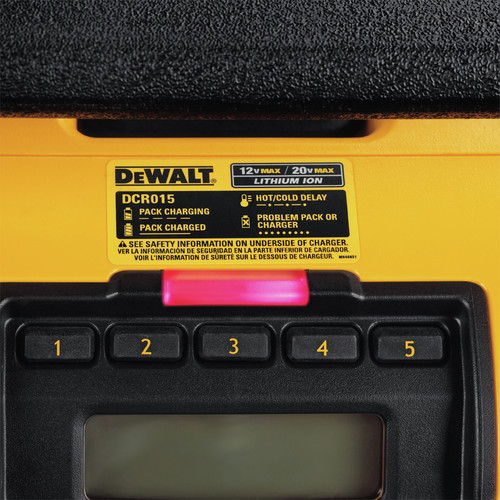 DEWALT®
12V MAX / 20V MAX
LITHIUM ION
DCR015
PACK CHARGING
PACK CHARGED
HOT/COLD DELAY
PROBLEM PACK OR
CHARGER
SEE SAFETY INFORMATION ON UNDERSIDE OF CHARGER.
VER LA INFORMACIÓN DE SEGURIDAD EN LA PARTE INFERIOR DE CARGADOR.
VOIR L'INFORMATION DE SÛRETÉ SUR LE DESSOUS DE CHARGEUR.
1 2 3 4 5